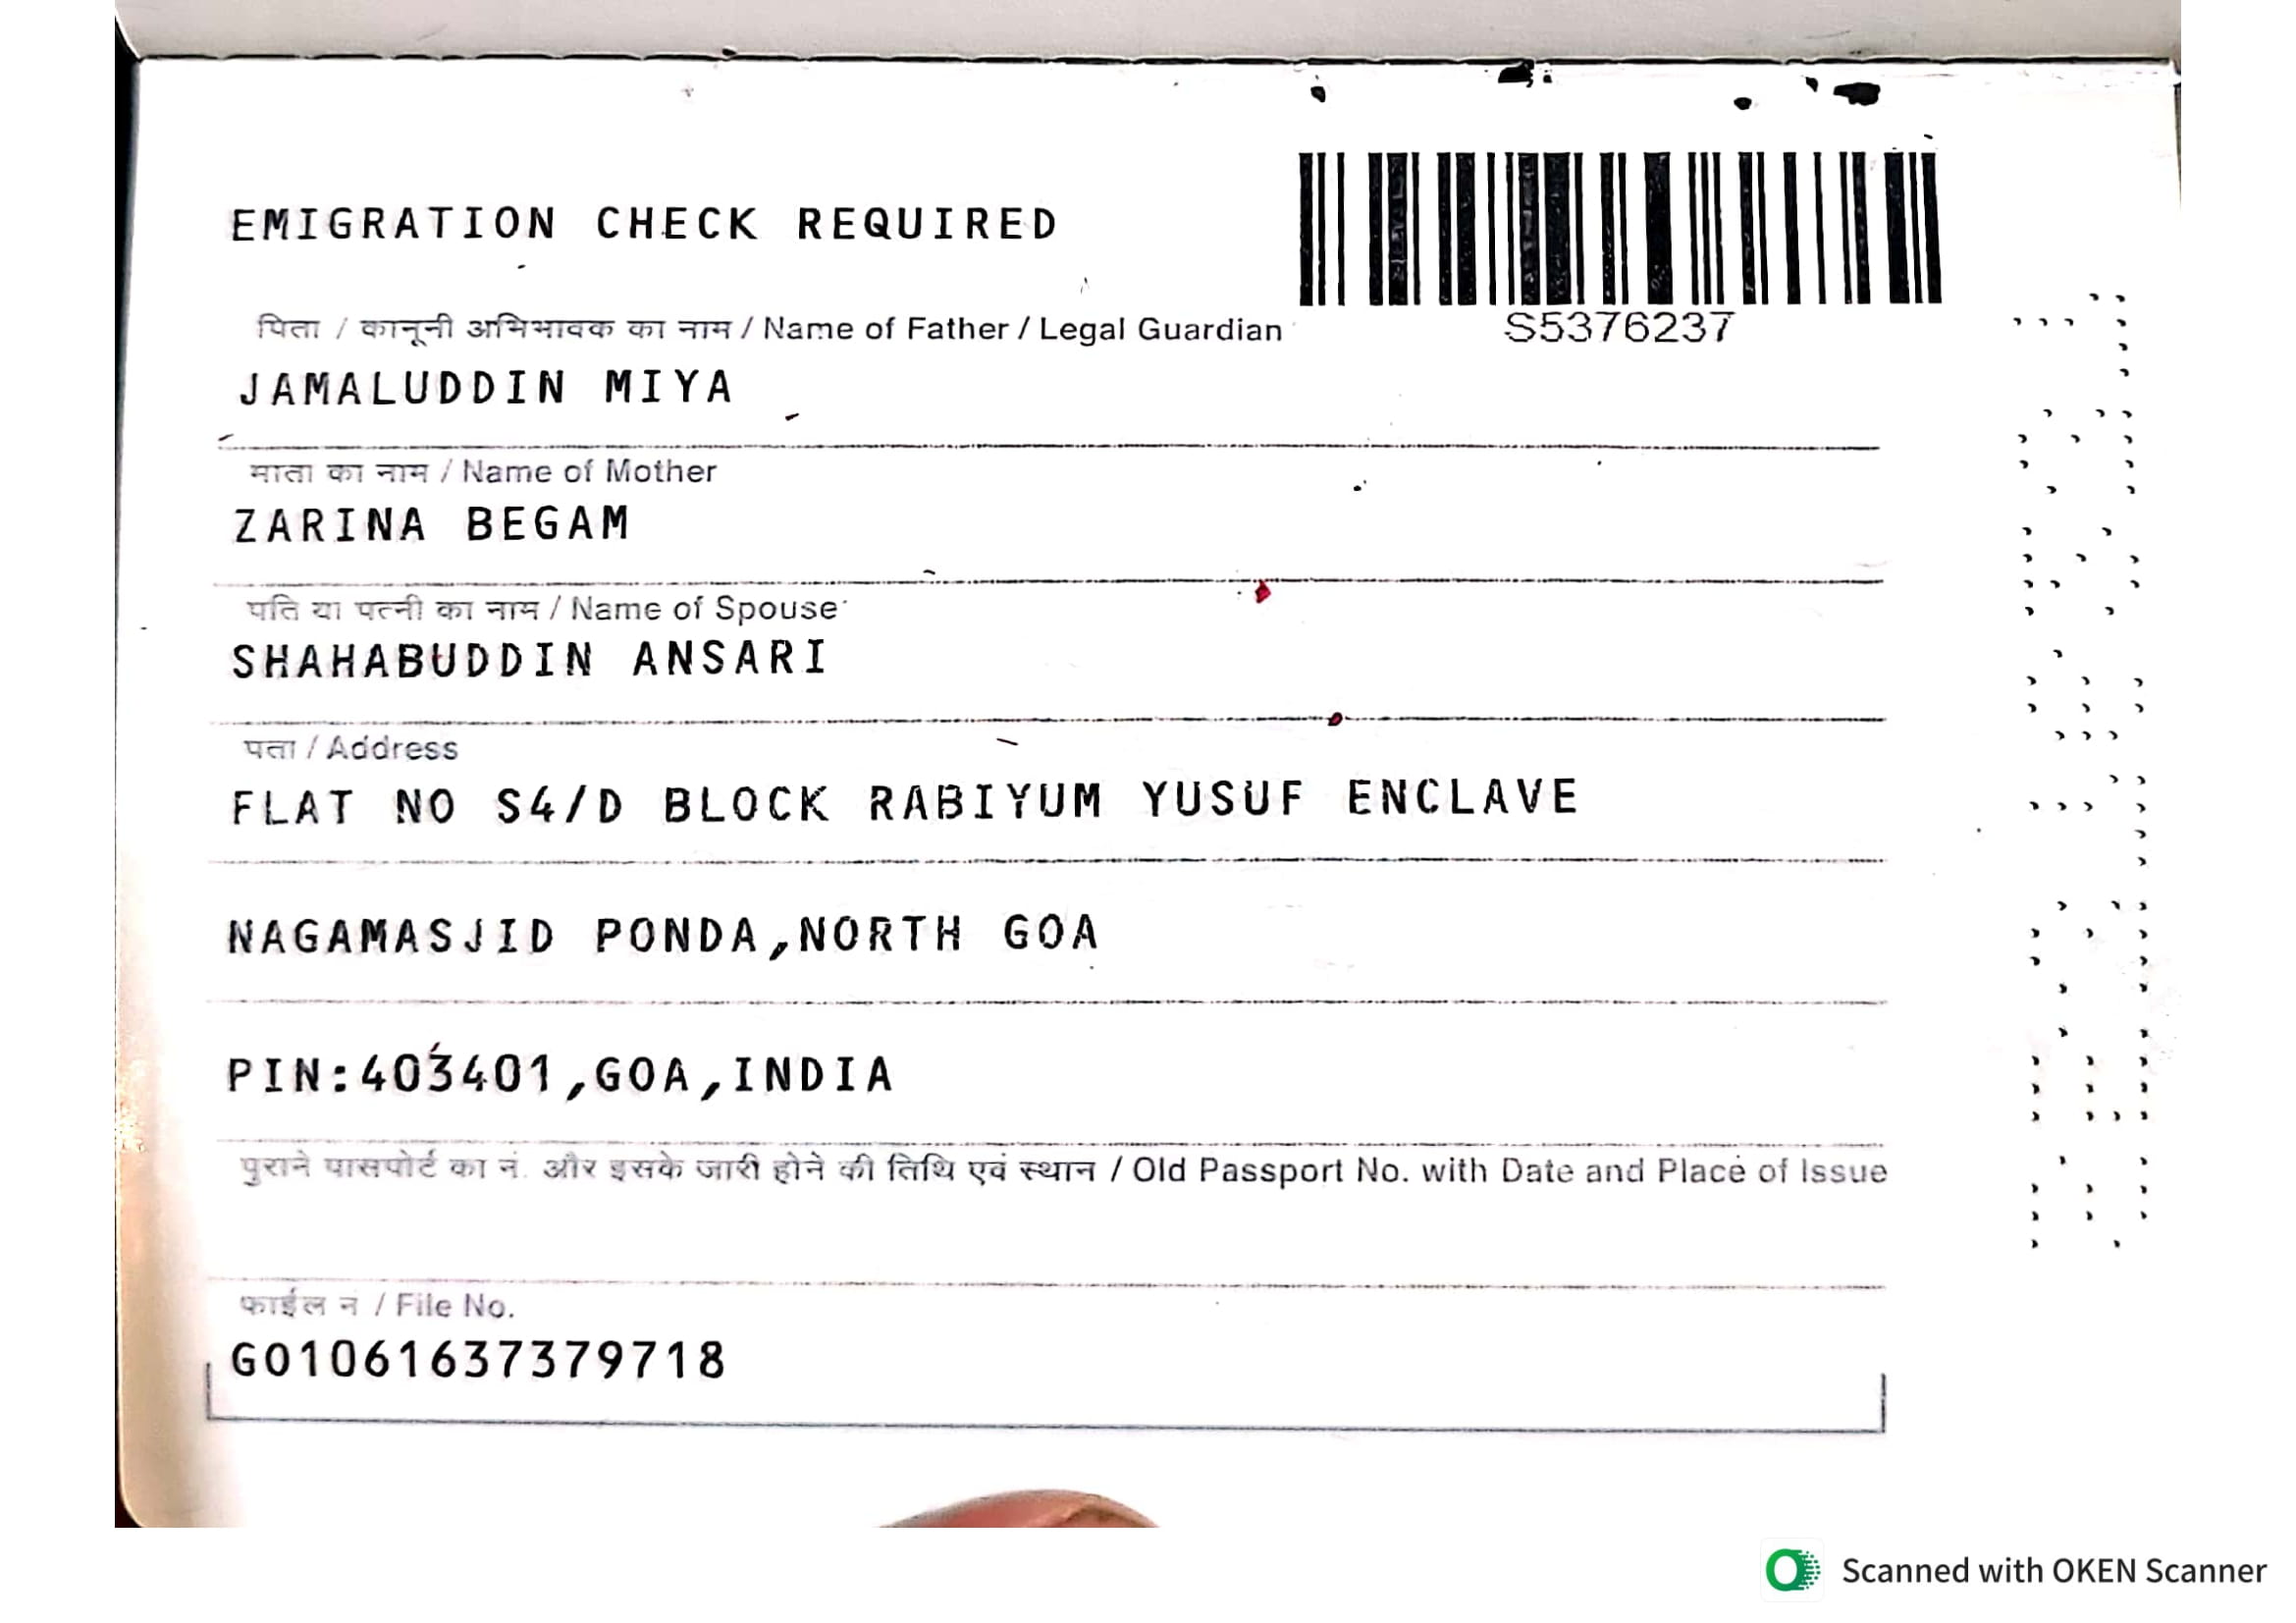 EMIGRATION CHECK REQUIRED
S5376237
पिता / कानूनी अभिभावक का नाम / Name of Father / Legal Guardian
JAMALUDDIN MIYA
माता का नाम / Name of Mother
ZARINA BEGAM
पति या पत्नी का नाम / Name of Spouse
SHAHABUDDIN ANSARI
पता / Address
FLAT NO S4/D BLOCK RABIYUM YUSUF ENCLAVE
NAGAMASJID PONDA,NORTH GOA
PIN:403401,GOA,INDIA
पुराने पासपोर्ट का नं. और इसके जारी होने की तिथि एवं स्थान / Old Passport No. with Date and Place of Issue
फाईल नं / File No.
GO1061637379718
Scanned with OKEN Scanner